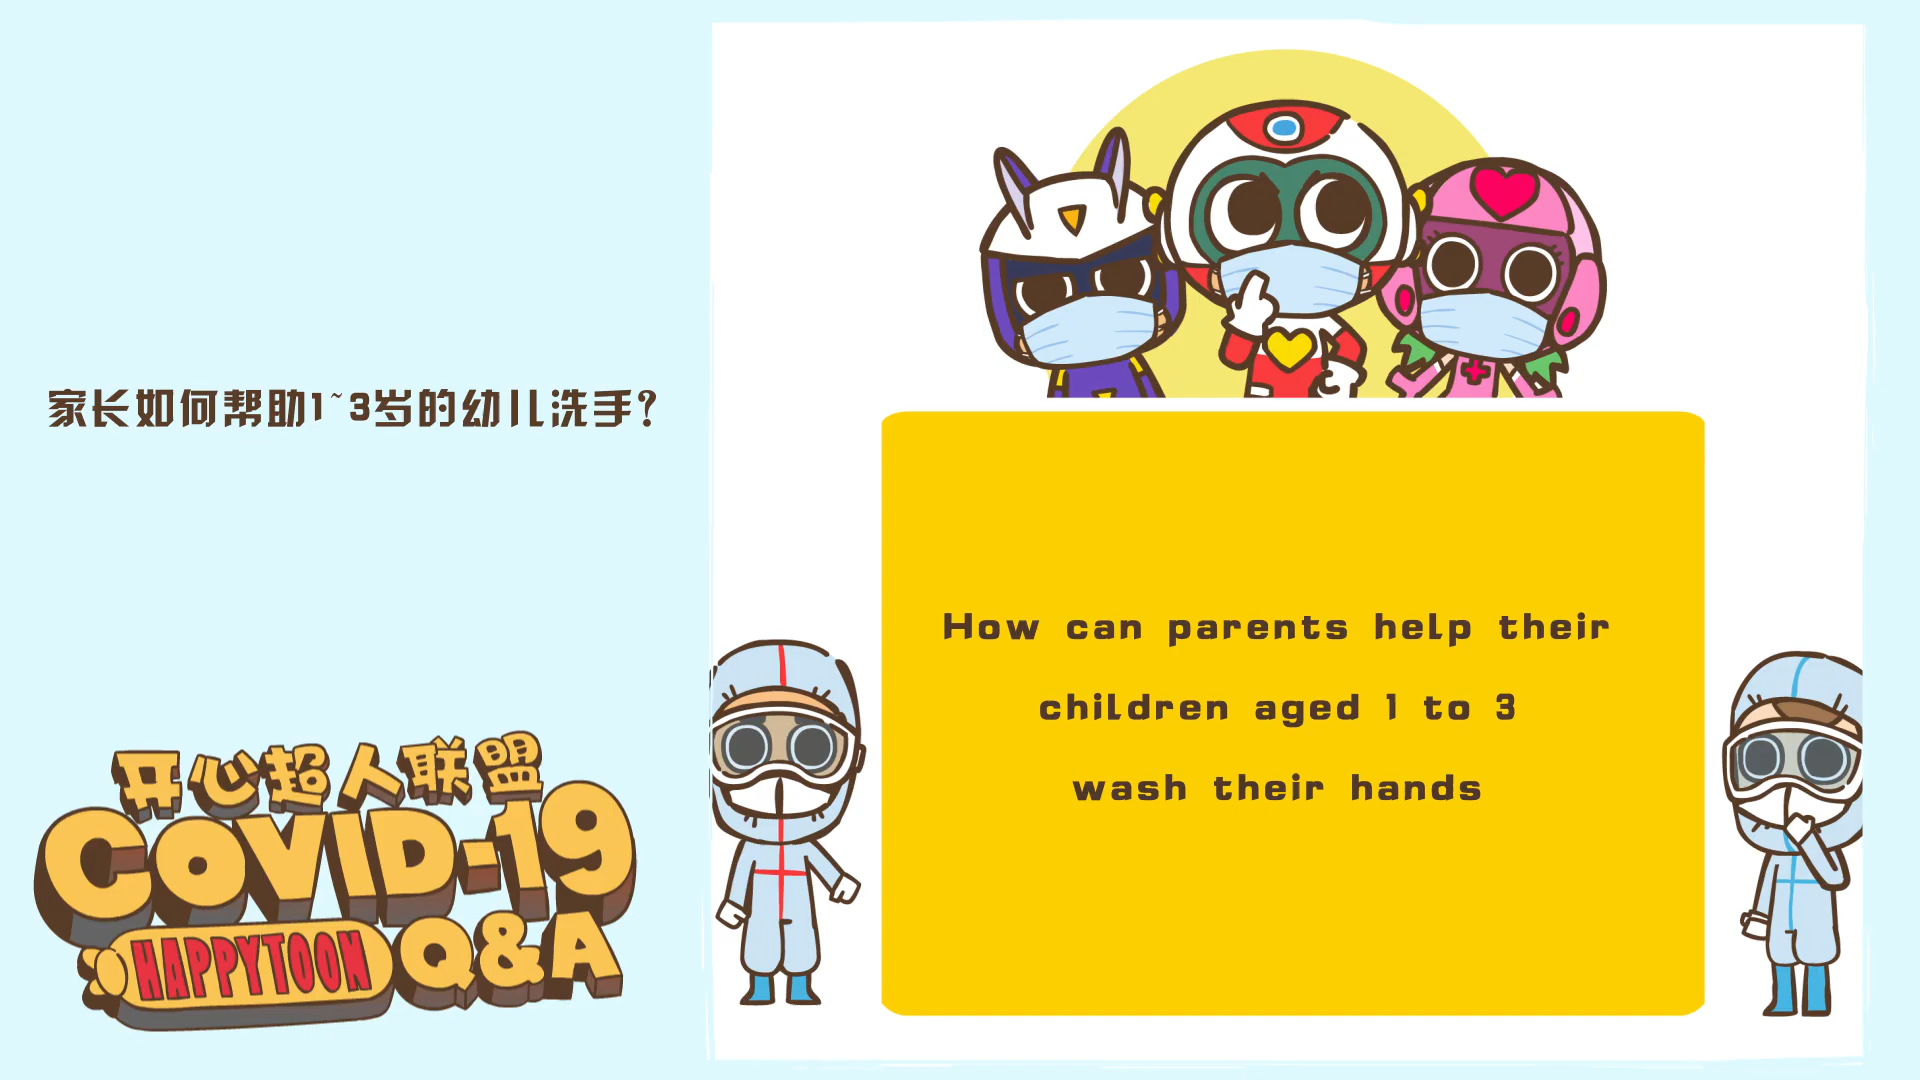 家长如何帮助1~3岁的幼儿洗手?
How can parents help their
children aged 1 to 3
wash their hands
开心超人联盟
COVID-19
HAPPYTOON Q&A